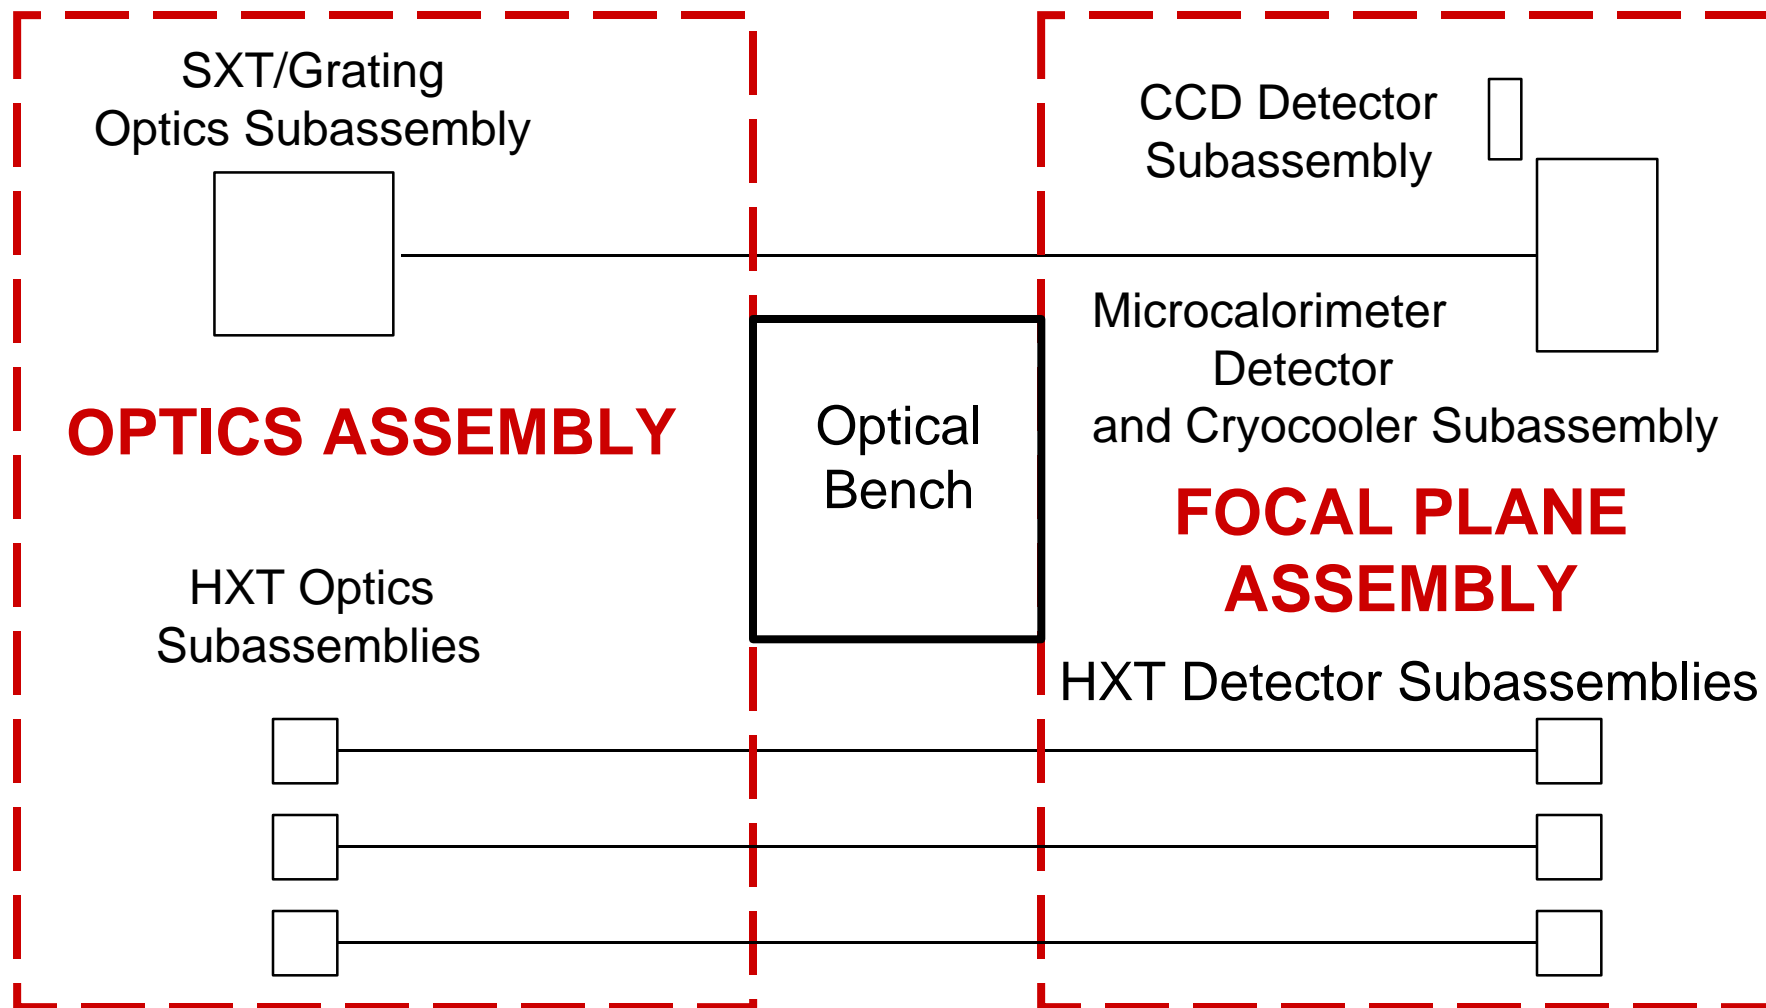 SXT/Grating
Optics Subassembly
OPTICS ASSEMBLY
HXT Optics
Subassemblies
Optical
Bench
CCD Detector
Subassembly
Microcalorimeter
Detector
and Cryocooler Subassembly
FOCAL PLANE
ASSEMBLY
HXT Detector Subassemblies